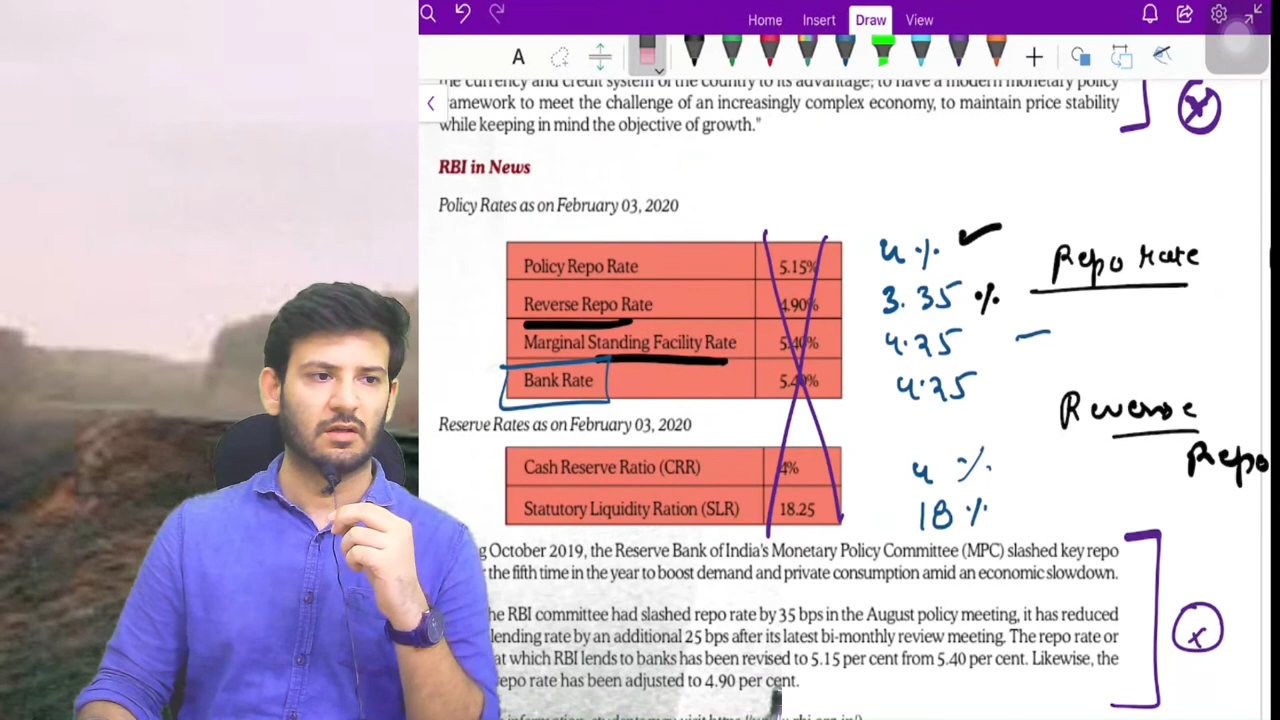 Home Insert Draw View
A
the currency and credit system of the country to its advantage; to have a modern monetary policy
ramework to meet the challenge of an increasingly complex economy, to maintain price stability
while keeping in mind the objective of growth."
RBI in News
Policy Rates as on February 03, 2020
Policy Repo Rate 5.15% 4 %
Repo rate
Reverse Repo Rate 4.90% 3.35 %
Marginal Standing Facility Rate 5.40% 4.25
Bank Rate 5.40% 4.25
Reverse
Repo
Reserve Rates as on February 03, 2020
Cash Reserve Ratio (CRR) 4% 4 %
Statutory Liquidity Ration (SLR) 18.25 18 %
g October 2019, the Reserve Bank of India's Monetary Policy Committee (MPC) slashed key repo
the fifth time in the year to boost demand and private consumption amid an economic slowdown.
he RBI committee had slashed repo rate by 35 bps in the August policy meeting, it has reduced
lending rate by an additional 25 bps after its latest bi-monthly review meeting. The repo rate or
at which RBI lends to banks has been revised to 5.15 per cent from 5.40 per cent. Likewise, the
epo rate has been adjusted to 4.90 per cent.